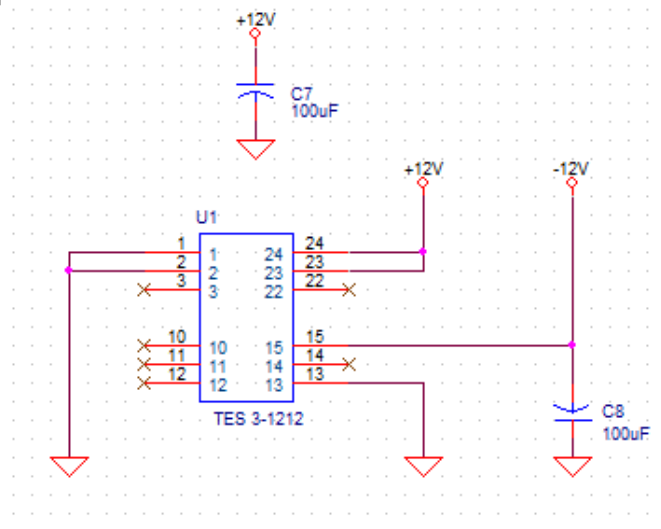 +12V
C7
100uF
+12V
-12V
U1
1 1 24 24
2 2 23 23
3 3 22 22
10 10 15 15
11 11 14 14
12 12 13 13
TES 3-1212
C8
100uF